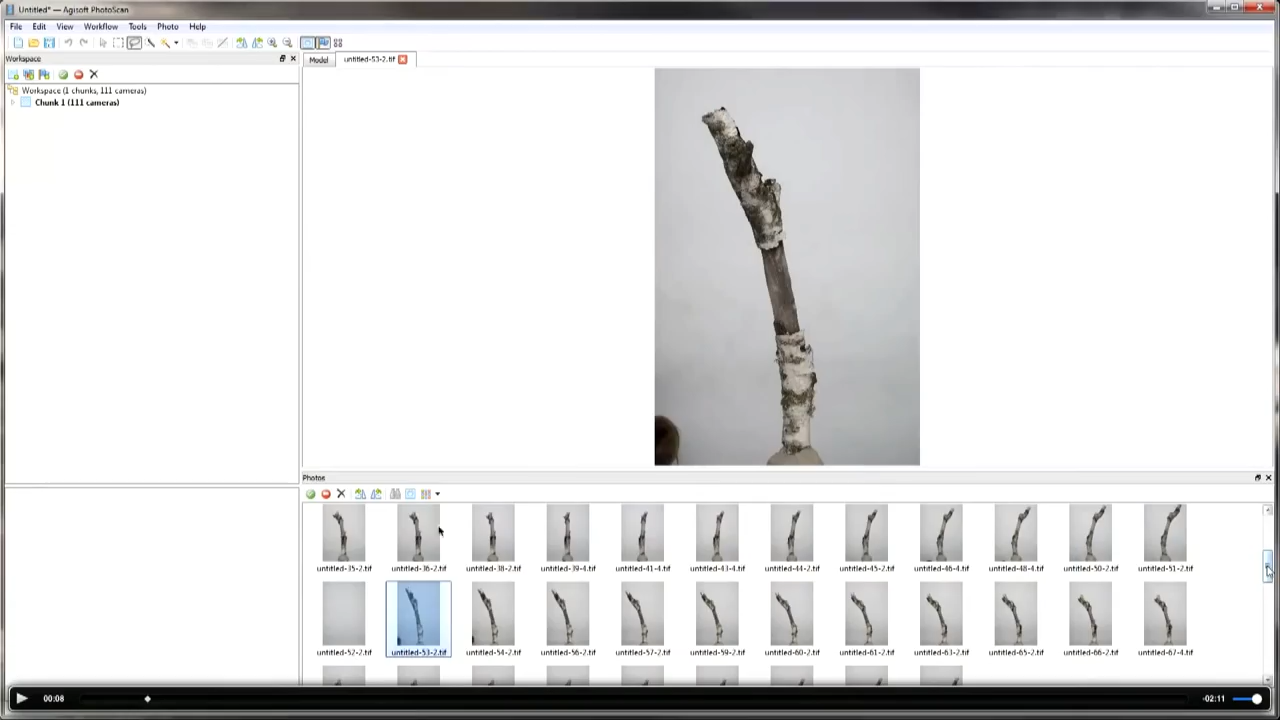 Untitled* — Agisoft PhotoScan
File Edit View Workflow Tools Photo Help
Workspace
Model untitled-53-2.tif
Workspace (1 chunks, 111 cameras)
Chunk 1 (111 cameras)
Photos
untitled-35-2.tif untitled-36-2.tif untitled-38-2.tif untitled-39-4.tif untitled-41-4.tif untitled-43-4.tif untitled-44-2.tif untitled-45-2.tif untitled-46-4.tif untitled-48-4.tif untitled-50-2.tif untitled-51-2.tif
untitled-52-2.tif untitled-53-2.tif untitled-54-2.tif untitled-56-2.tif untitled-57-2.tif untitled-59-2.tif untitled-60-2.tif untitled-61-2.tif untitled-63-2.tif untitled-65-2.tif untitled-66-2.tif untitled-67-4.tif
00:08 -02:11